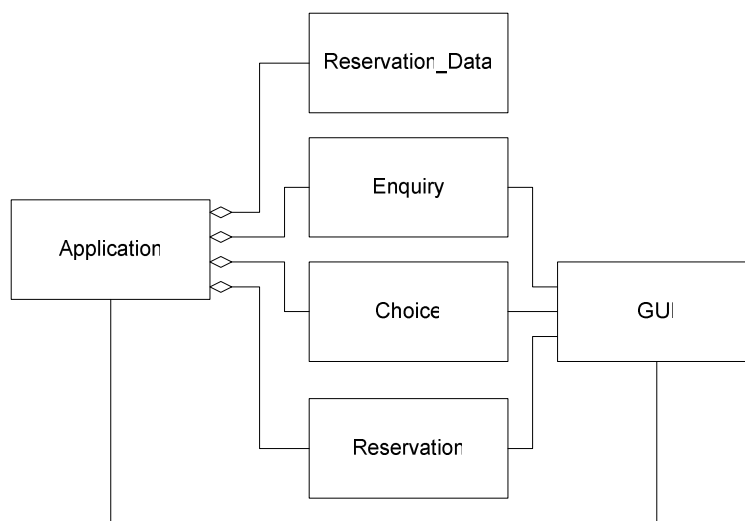 Reservation_Data
Enquiry
Application
Choice
GUI
Reservation